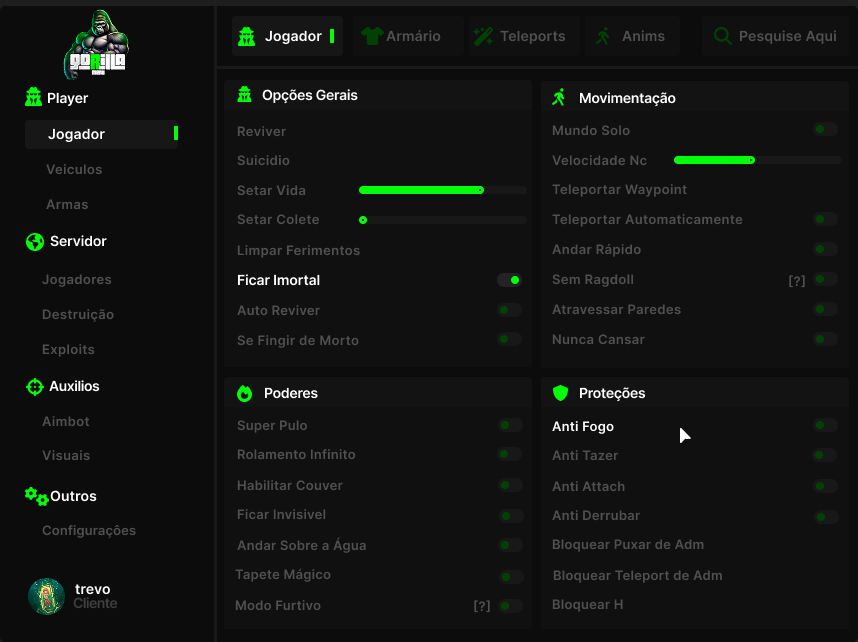 goRilla
Player
Jogador
Veiculos
Armas
Servidor
Jogadores
Destruição
Exploits
Auxilios
Aimbot
Visuais
Outros
Configurações
trevo
Cliente
Jogador
Armário
Teleports
Anims
Pesquise Aqui
Opções Gerais
Reviver
Suicidio
Setar Vida
Setar Colete
Limpar Ferimentos
Ficar Imortal
Auto Reviver
Se Fingir de Morto
Movimentação
Mundo Solo
Velocidade Nc
Teleportar Waypoint
Teleportar Automaticamente
Andar Rápido
Sem Ragdoll [?]
Atravessar Paredes
Nunca Cansar
Poderes
Super Pulo
Rolamento Infinito
Habilitar Couver
Ficar Invisivel
Andar Sobre a Água
Tapete Mágico
Modo Furtivo [?]
Proteções
Anti Fogo
Anti Tazer
Anti Attach
Anti Derrubar
Bloquear Puxar de Adm
Bloquear Teleport de Adm
Bloquear H